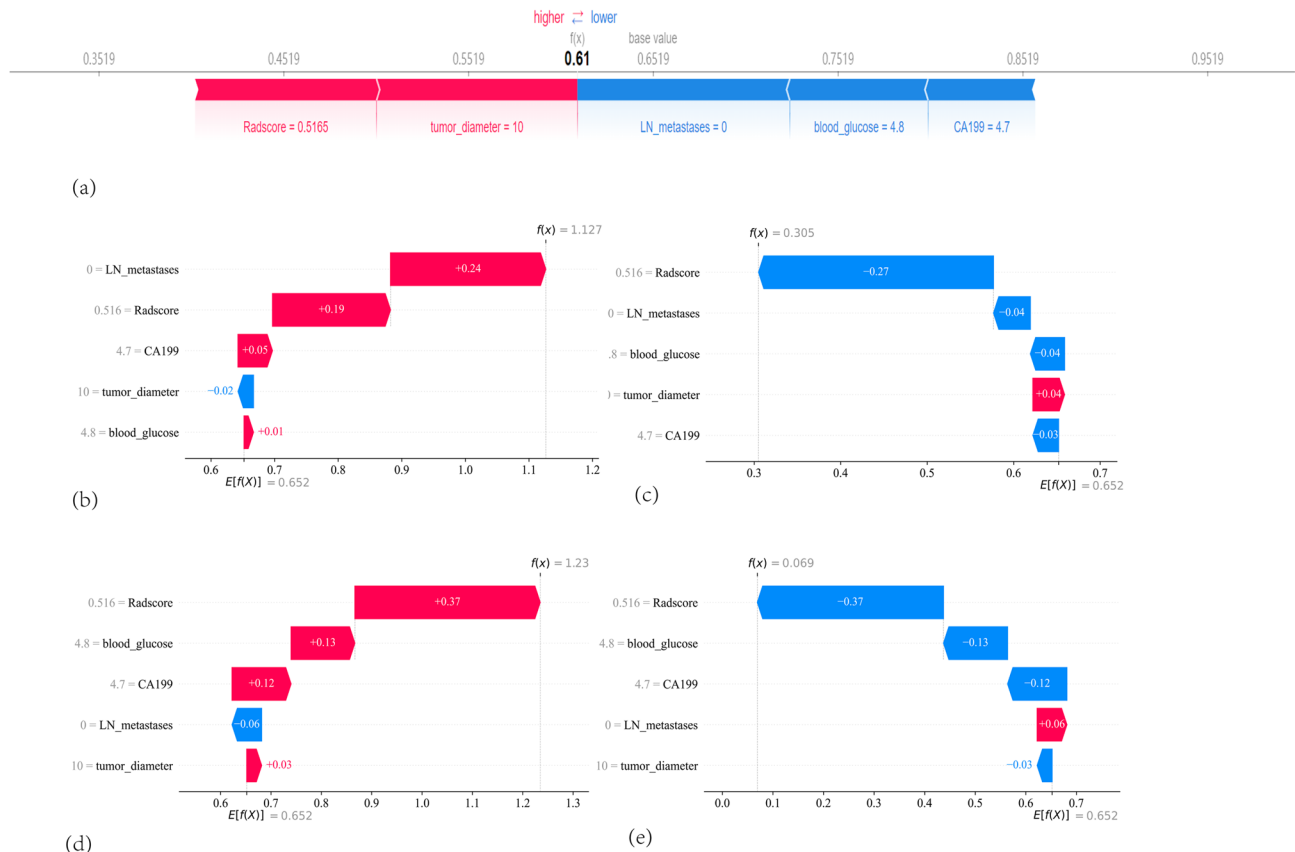 higher ⇄ lower
f(x) base value
0.3519 0.4519 0.5519 0.61 0.6519 0.7519 0.8519 0.9519
Radscore = 0.5165 tumor_diameter = 10 LN_metastases = 0 blood_glucose = 4.8 CA199 = 4.7
(a)
f(x) = 1.127
0 = LN_metastases +0.24
0.516 = Radscore +0.19
4.7 = CA199 +0.05
10 = tumor_diameter −0.02
4.8 = blood_glucose +0.01
0.6 0.7 0.8 0.9 1.0 1.1 1.2
E[f(X)] = 0.652
(b)
f(x) = 0.305
0.516 = Radscore −0.27
0 = LN_metastases −0.04
.8 = blood_glucose −0.04
= tumor_diameter +0.04
4.7 = CA199 −0.03
0.3 0.4 0.5 0.6 0.7
E[f(X)] = 0.652
(c)
f(x) = 1.23
0.516 = Radscore +0.37
4.8 = blood_glucose +0.13
4.7 = CA199 +0.12
0 = LN_metastases −0.06
10 = tumor_diameter +0.03
0.6 0.7 0.8 0.9 1.0 1.1 1.2 1.3
E[f(X)] = 0.652
(d)
f(x) = 0.069
0.516 = Radscore −0.37
4.8 = blood_glucose −0.13
4.7 = CA199 −0.12
0 = LN_metastases +0.06
10 = tumor_diameter −0.03
0.0 0.1 0.2 0.3 0.4 0.5 0.6 0.7
E[f(X)] = 0.652
(e)